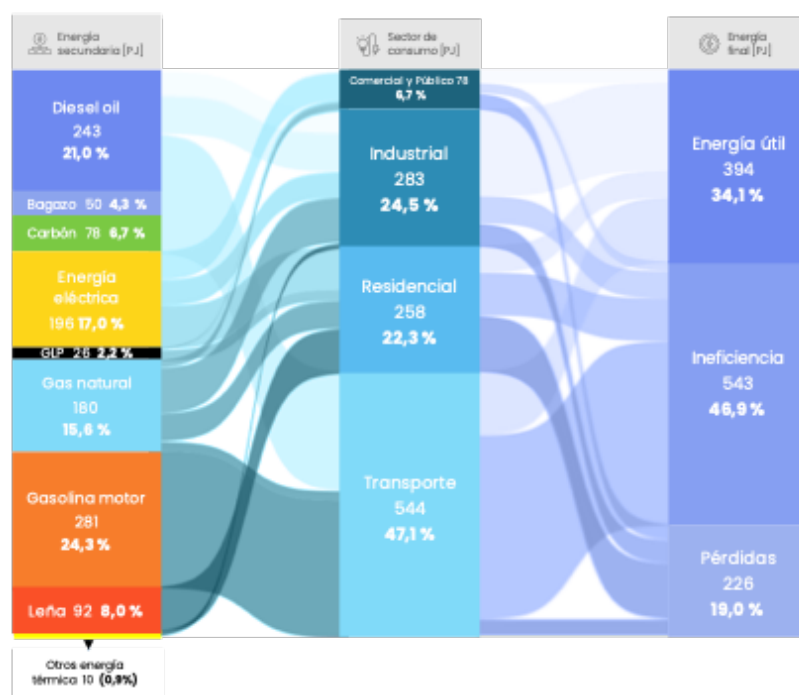 Energía
secundaria [PJ]
Sector de
consumo [PJ]
Energía
final [PJ]
Diesel oil
243
21,0 %
Bagazo 50 4,3 %
Carbón 78 6,7 %
Energía
eléctrica
196 17,0 %
GLP 26 2,2 %
Gas natural
180
15,6 %
Gasolina motor
281
24,3 %
Leña 92 8,0 %
Otros energía
térmica 10 (0,9%)
Comercial y Público 78
6,7 %
Industrial
283
24,5 %
Residencial
258
22,3 %
Transporte
544
47,1 %
Energía útil
394
34,1 %
Ineficiencia
543
46,9 %
Pérdidas
226
19,0 %